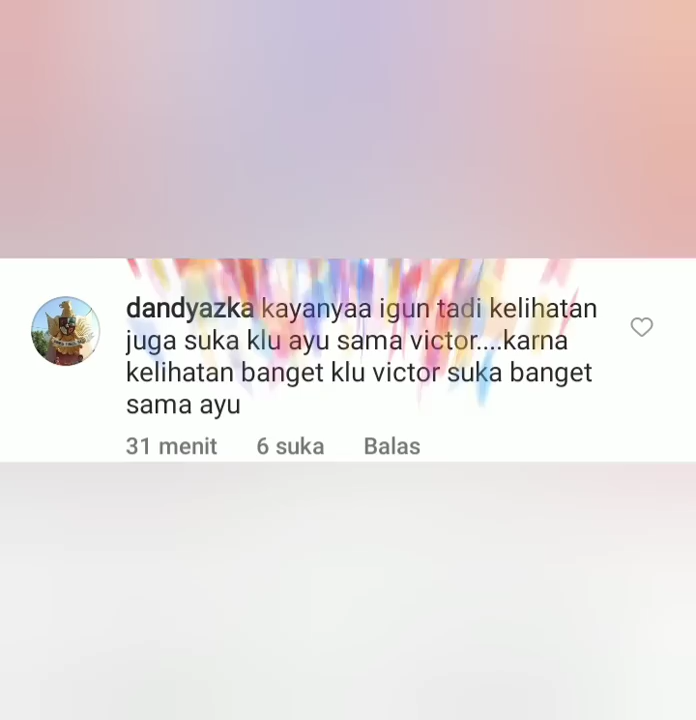 dandyazka kayanyaa igun tadi kelihatan
juga suka klu ayu sama victor....karna
kelihatan banget klu victor suka banget
sama ayu
31 menit 6 suka Balas